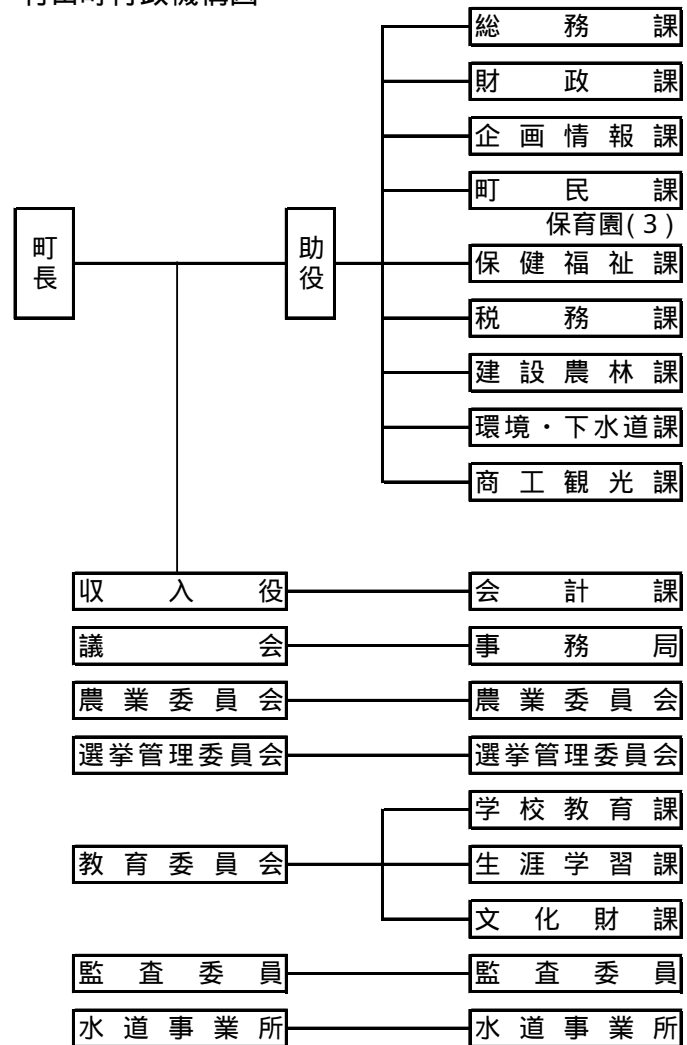 行政機構図
総務課
財政課
企画情報課
町民課
保育園(3)
町長
助役
保健福祉課
税務課
建設農林課
環境・下水道課
商工観光課
収入役 会計課
議会 事務局
農業委員会 農業委員会
選挙管理委員会 選挙管理委員会
学校教育課
教育委員会 生涯学習課
文化財課
監査委員 監査委員
水道事業所 水道事業所